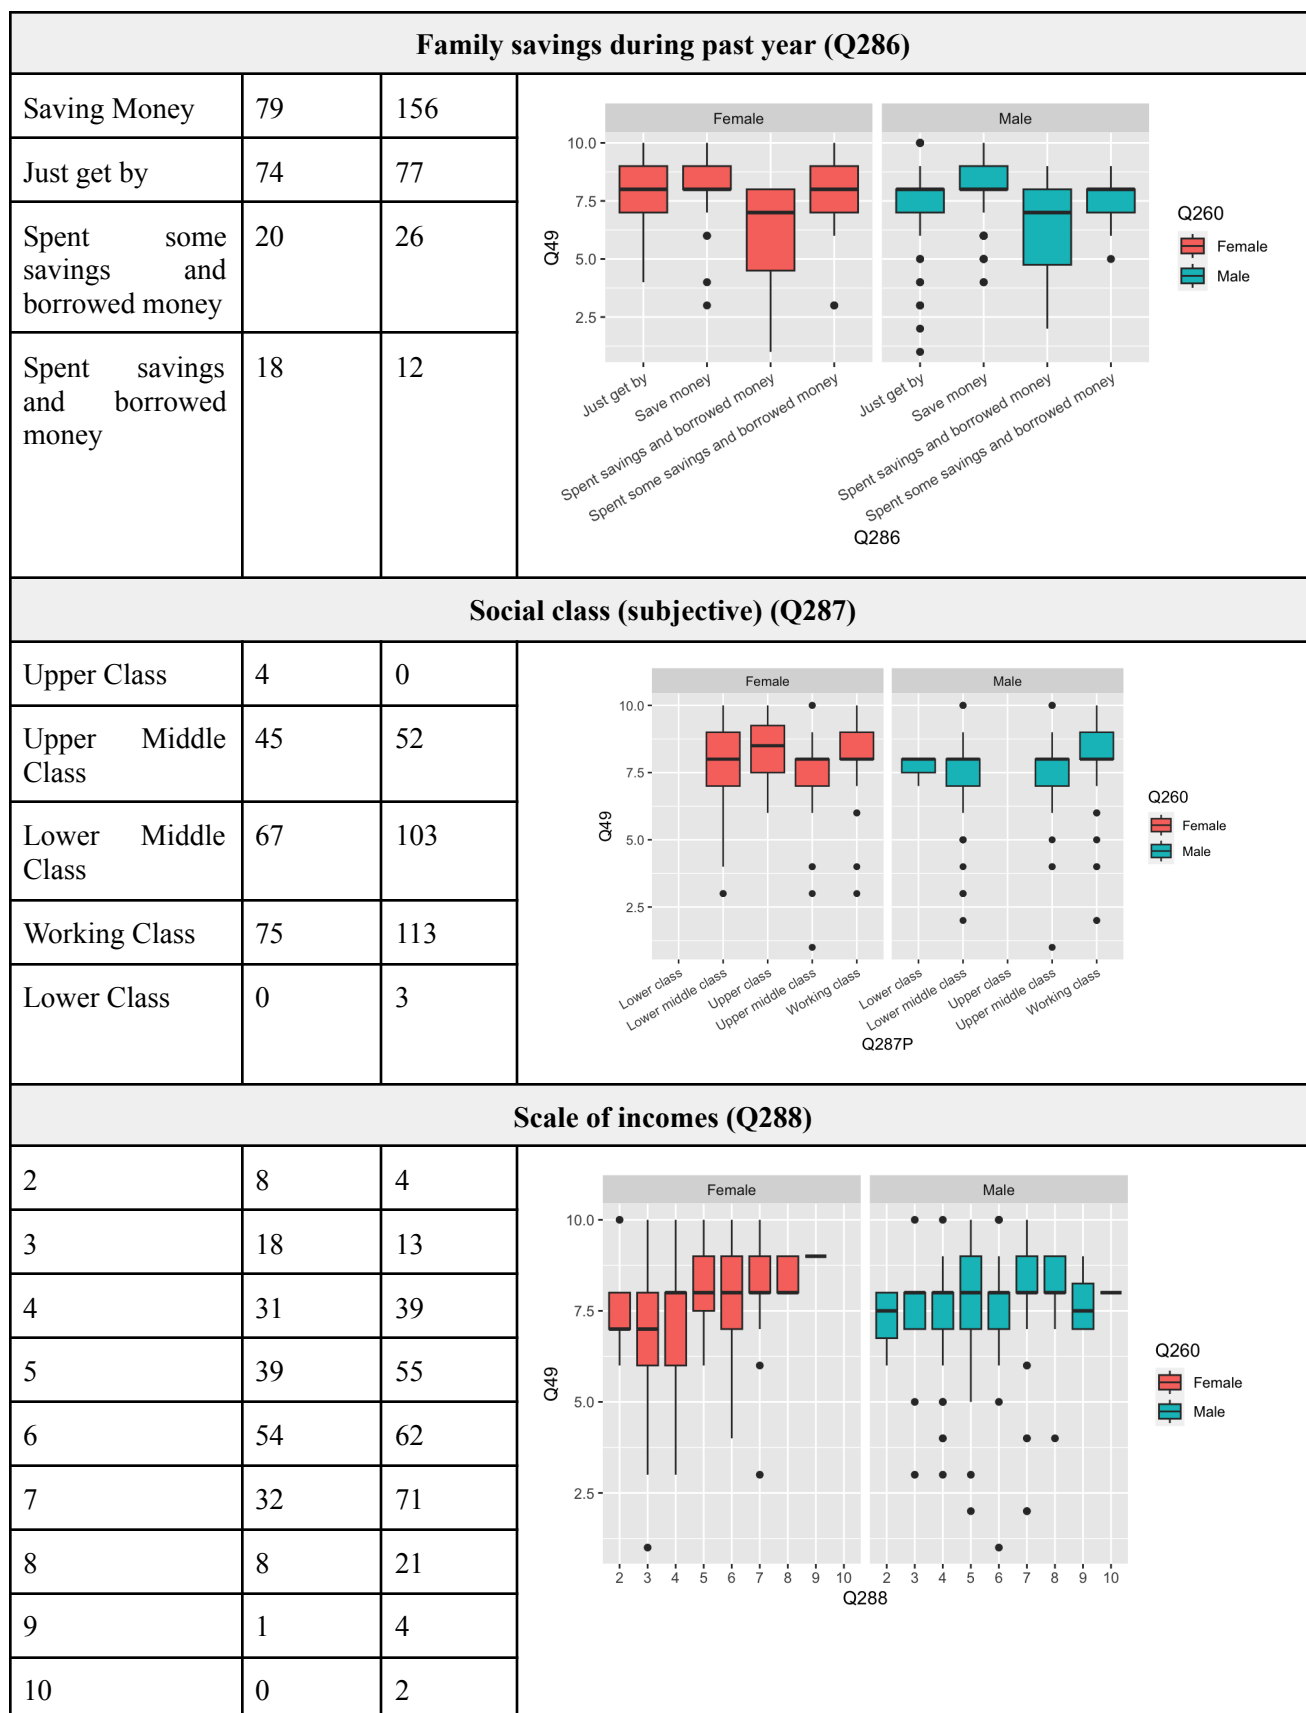 Family savings during past year (Q286)
Saving Money 79 156
Just get by 74 77
Spent some savings and borrowed money 20 26
Spent savings and borrowed money 18 12
Female Male
10.0
7.5
5.0
2.5
Q49
Just get by
Save money
Spent savings and borrowed money
Spent some savings and borrowed money
Just get by
Save money
Spent savings and borrowed money
Spent some savings and borrowed money
Q286
Q260
Female
Male
Social class (subjective) (Q287)
Upper Class 4 0
Upper Middle Class 45 52
Lower Middle Class 67 103
Working Class 75 113
Lower Class 0 3
Female Male
10.0
7.5
5.0
2.5
Q49
Lower class
Lower middle class
Upper class
Upper middle class
Working class
Lower class
Lower middle class
Upper class
Upper middle class
Working class
Q287P
Q260
Female
Male
Scale of incomes (Q288)
2 8 4
3 18 13
4 31 39
5 39 55
6 54 62
7 32 71
8 8 21
9 1 4
10 0 2
Female Male
10.0
7.5
5.0
2.5
Q49
2 3 4 5 6 7 8 9 10 2 3 4 5 6 7 8 9 10
Q288
Q260
Female
Male